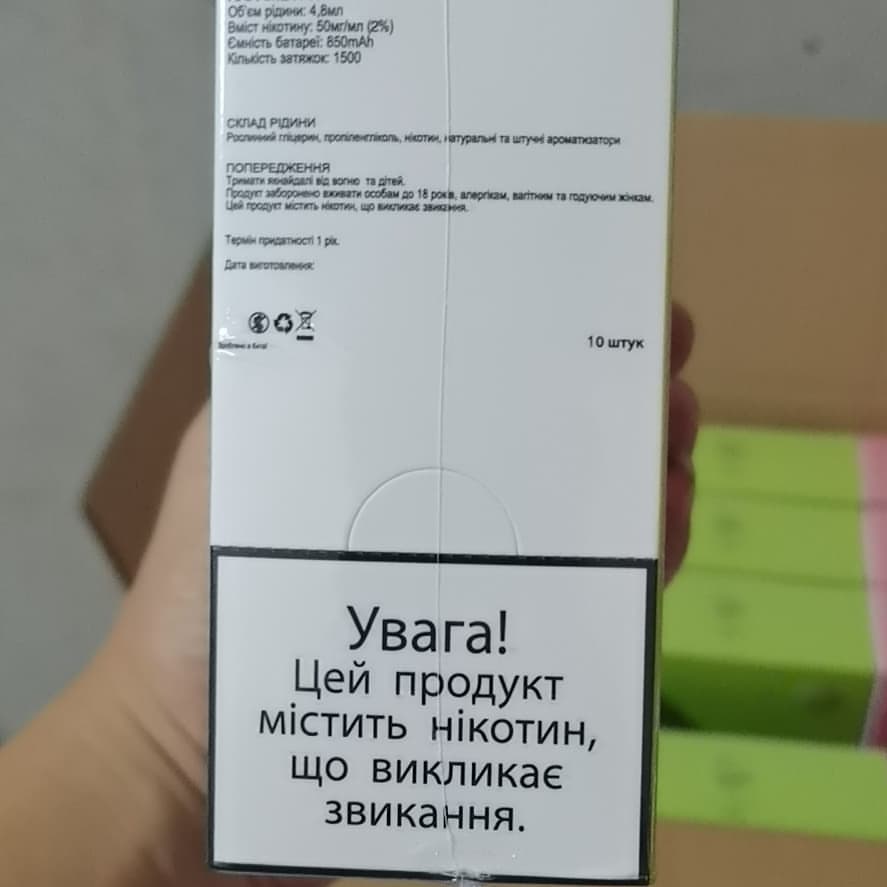 Об'єм рідини: 4,8мл
Вміст нікотину: 50мг/мл (2%)
Ємність батареї: 850mAh
Кількість затяжок: 1500
СКЛАД РІДИНИ
Рослинний гліцерин, пропіленгліколь, нікотин, натуральні та штучні ароматизатори
ПОПЕРЕДЖЕННЯ
Тримати якнайдалі від вогню та дітей.
Продукт заборонено вживати особам до 18 років, алергікам, вагітним та годуючим жінкам.
Цей продукт містить нікотин, що викликає звикання.
Термін придатності 1 рік.
Дата виготовлення:
Зроблено в Китаї
10 штук
Увага!
Цей продукт
містить нікотин,
що викликає
звикання.